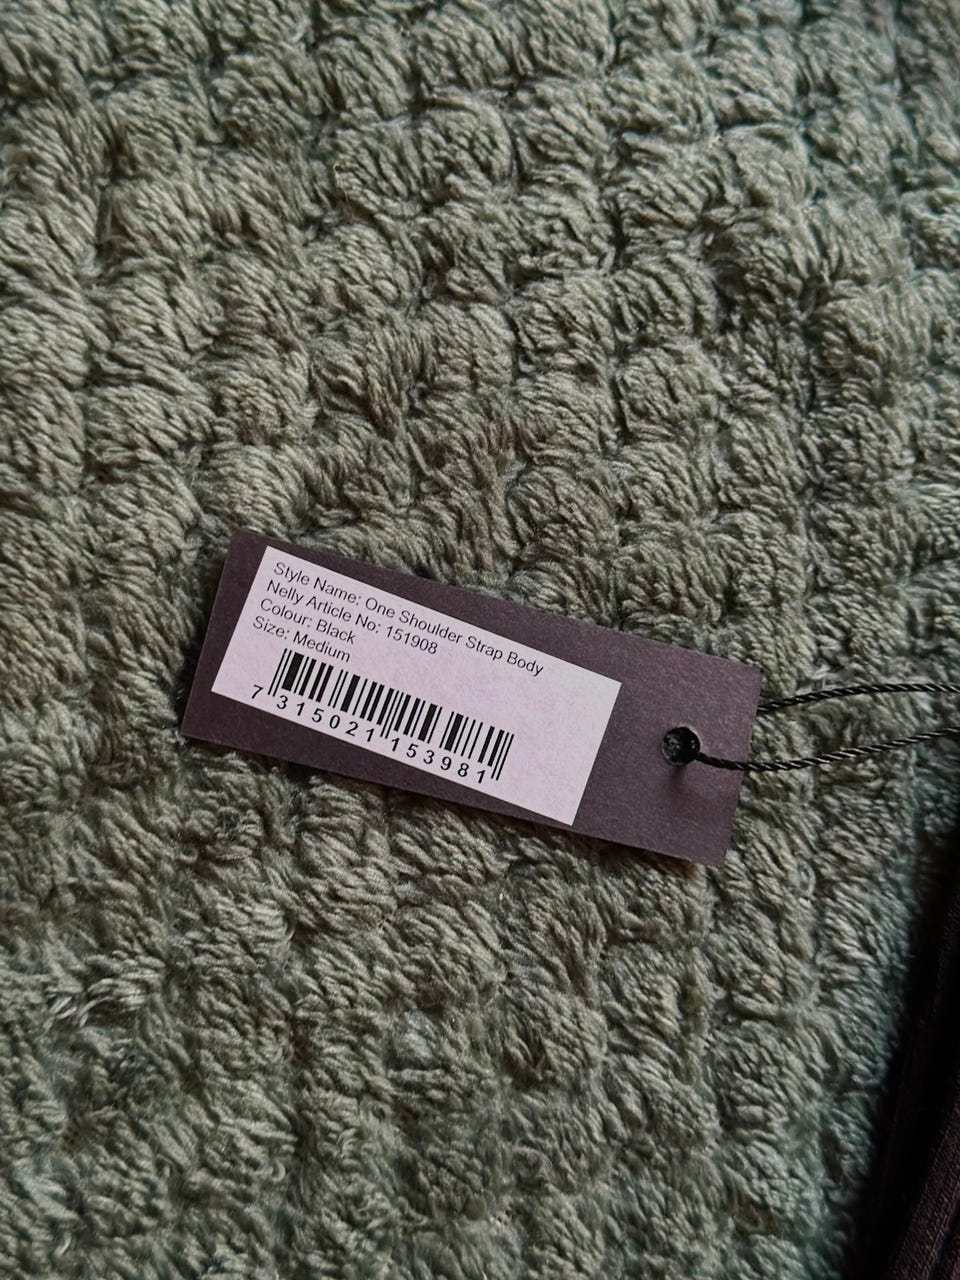 Style Name: One Shoulder Strap Body
Nelly Article No: 151908
Colour: Black
Size: Medium
7 315021 153981